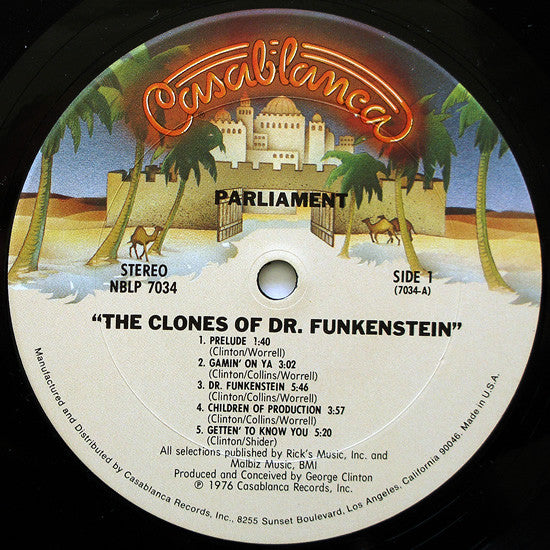 Casablanca
PARLIAMENT
STEREO
NBLP 7034
SIDE 1
(7034-A)
"THE CLONES OF DR. FUNKENSTEIN"
1. PRELUDE 1:40
(Clinton/Worrell)
2. GAMIN' ON YA 3:02
(Clinton/Collins/Worrell)
3. DR. FUNKENSTEIN 5:46
(Clinton/Collins/Worrell)
4. CHILDREN OF PRODUCTION 3:57
(Clinton/Collins/Worrell)
5. GETTEN' TO KNOW YOU 5:20
(Clinton/Shider)
All selections published by Rick's Music, Inc. and
Malbiz Music, BMI
Produced and Conceived by George Clinton
℗ 1976 Casablanca Records, Inc.
Manufactured and Distributed by Casablanca Records, Inc., 8255 Sunset Boulevard, Los Angeles, California 90046. Made in U.S.A.